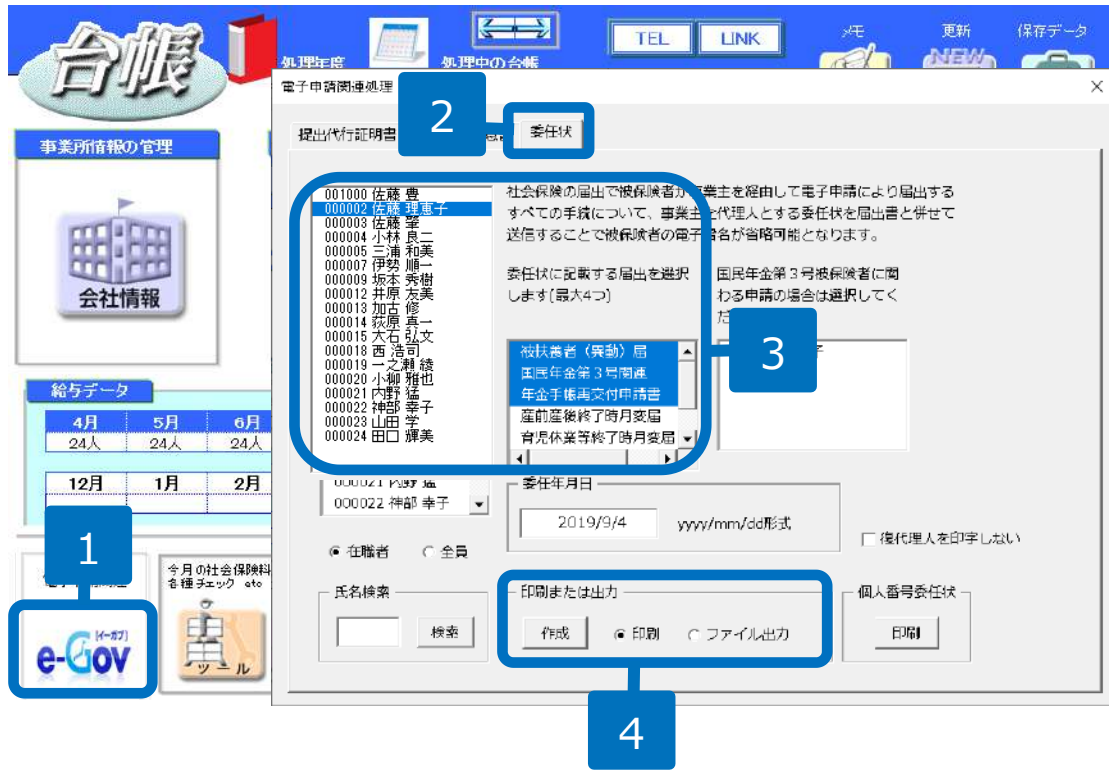 台帳
処理年度
処理中の台帳
TEL
LINK
メモ
更新
NEW
保存データ
電子申請関連処理
2
提出代行証明書
委任状
事業所情報の管理
会社情報
001000 佐藤 豊
000002 佐藤 理恵子
000003 佐藤 肇
000004 小林 良二
000005 三浦 和美
000007 伊勢 順一
000009 坂本 秀樹
000012 井原 友美
000013 加古 修
000014 荻原 真一
000015 大石 弘文
000018 西 浩司
000019 一之瀬 綾
000020 小柳 雅也
000021 内野 猛
000022 神部 幸子
000023 山田 学
000024 田口 輝美
社会保険の届出で被保険者が事業主を経由して電子申請により届出する
すべての手続について、事業主を代理人とする委任状を届出書と併せて
送信することで被保険者の電子署名が省略可能となります。
委任状に記載する届出を選択
します(最大4つ)
国民年金第3号被保険者に関
わる申請の場合は選択してく
だ
3
被扶養者（異動）届
国民年金第3号関連
年金手帳再交付申請書
産前産後終了時月変届
育児休業等終了時月変届
給与データ
4月 5月 6月
24人 24人 24人
12月 1月 2月
000021 内野 猛
000022 神部 幸子
在職者 全員
委任年月日
2019/9/4 yyyy/mm/dd形式
復代理人を印字しない
1
今月の社会保険料
各種チェック etc
e-Gov
[イーガブ]
ツール
氏名検索
検索
印刷または出力
作成 印刷 ファイル出力
個人番号委任状
印刷
4